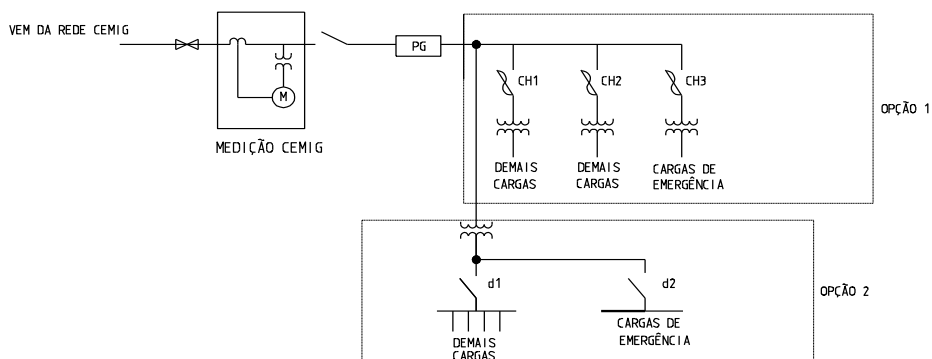 VEM DA REDE CEMIG
PG
M
MEDIÇÃO CEMIG
CH1
CH2
CH3
OPÇÃO 1
DEMAIS
CARGAS
DEMAIS
CARGAS
CARGAS DE
EMERGÊNCIA
d1
d2
OPÇÃO 2
DEMAIS
CARGAS
CARGAS DE
EMERGÊNCIA